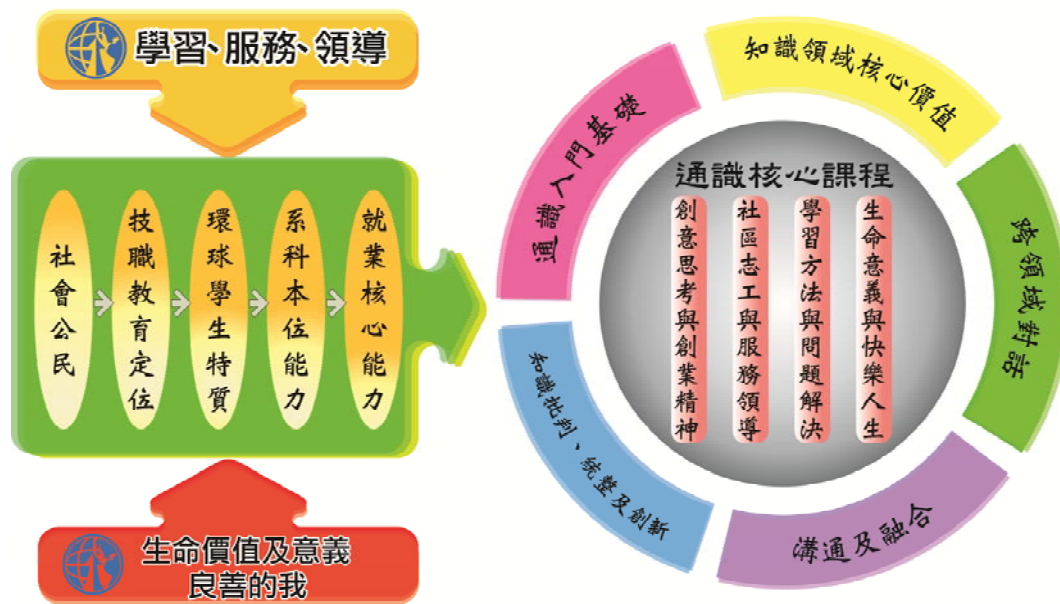 學習、服務、領導
社會公民
技職教育定位
環球學生特質
系科本位能力
就業核心能力
生命價值及意義
良善的我
通識入門基礎
知識領域核心價值
跨領域對話
溝通及融合
知識批判、統整及創新
通識核心課程
創意思考與創業精神
社區志工與服務領導
學習方法與問題解決
生命意義與快樂人生